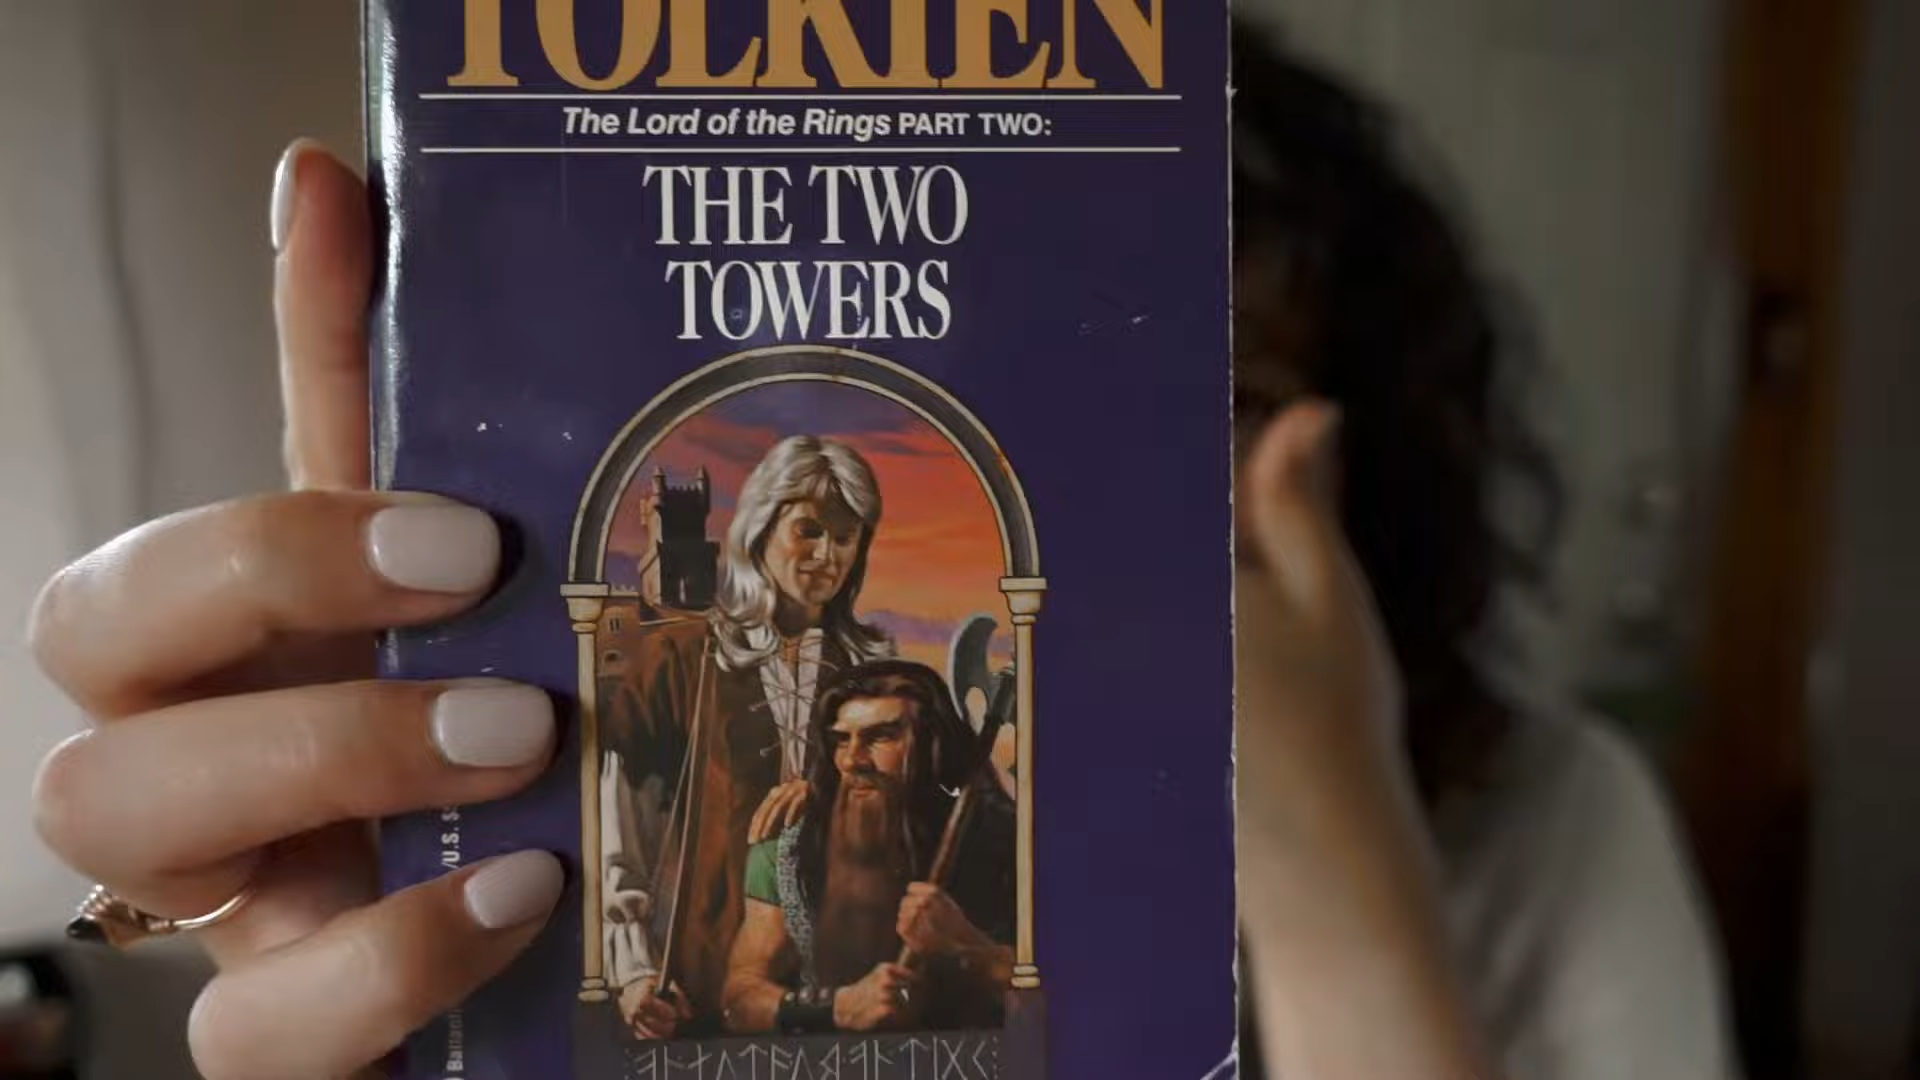 TOLKIEN
The Lord of the Rings PART TWO:
THE TWO
TOWERS
/U.S.